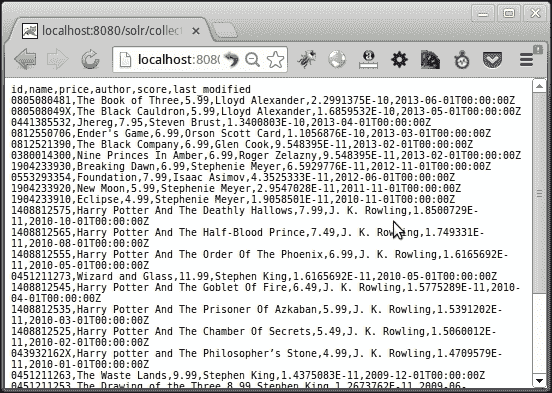 localhost:8080/solr/collec
localhost:808
id,name,price,author,score,last modified
0805080481,The Book of Three,5.99,Lloyd Alexander,2.2991375E-10,2013-06-01T00:00:00Z
080508049X,The Black Cauldron,5.99,Lloyd Alexander,1.6859532E-10,2013-05-01T00:00:00Z
0441385532,Jhereg,7.95,Steven Brust,1.3400803E-10,2013-04-01T00:00:00Z
0812550706,Ender's Game,6.99,Orson Scott Card,1.1056876E-10,2013-03-01T00:00:00Z
0812521390,The Black Company,6.99,Glen Cook,9.548395E-11,2013-02-01T00:00:00Z
0380014300,Nine Princes In Amber,6.99,Roger Zelazny,9.548395E-11,2013-02-01T00:00:00Z
1904233930,Breaking Dawn,6.99,Stephenie Meyer,6.5929776E-11,2012-11-01T00:00:00Z
0553293354,Foundation,7.99,Isaac Asimov,4.3525333E-11,2012-06-01T00:00:00Z
1904233920,New Moon,5.99,Stephenie Meyer,2.9547028E-11,2011-11-01T00:00:00Z
1904233910,Eclipse,4.99,Stephenie Meyer,1.9058501E-11,2010-11-01T00:00:00Z
1408812575,Harry Potter And The Deathly Hallows,7.99,J. K. Rowling,1.8500729E-
11,2010-10-01T00:00:00Z
1408812565,Harry Potter And The Half-Blood Prince,7.49,J. K. Rowling,1.749331E-
11,2010-08-01T00:00:00Z
1408812555,Harry Potter And The Order Of The Phoenix,6.99,J. K. Rowling,1.6165692E-
11,2010-05-01T00:00:00Z
0451211273,Wizard and Glass,11.99,Stephen King,1.6165692E-11,2010-05-01T00:00:00Z
1408812545,Harry Potter And The Goblet Of Fire,6.49,J. K. Rowling,1.5775289E-11,2010-
04-01T00:00:00Z
1408812535,Harry Potter And The Prisoner Of Azkaban,5.99,J. K. Rowling,1.5391202E-
11,2010-03-01T00:00:00Z
1408812525,Harry Potter And The Chamber Of Secrets,5.49,J. K. Rowling,1.5060012E-
11,2010-02-01T00:00:00Z
043932162X,Harry potter and The Philosopher's Stone,4.99,J. K. Rowling,1.4709579E-
11,2010-01-01T00:00:00Z
0451211263,The Waste Lands,9.99,Stephen King,1.4375083E-11,2009-12-01T00:00:00Z
0451211253,The Drawing of the Three,8.99,Stephen King,1.2673762E-11,2009-06-